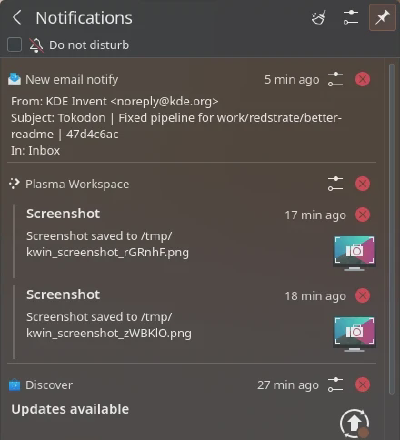 Notifications
Do not disturb
New email notify 5 min ago
From: KDE Invent <noreply@kde.org>
Subject: Tokodon | Fixed pipeline for work/redstrate/better-
readme | 47d4c6ac
In: Inbox
Plasma Workspace
Screenshot 17 min ago
Screenshot saved to /tmp/
kwin_screenshot_rGRnhF.png
Screenshot 18 min ago
Screenshot saved to /tmp/
kwin_screenshot_zWBKlO.png
Discover 27 min ago
Updates available